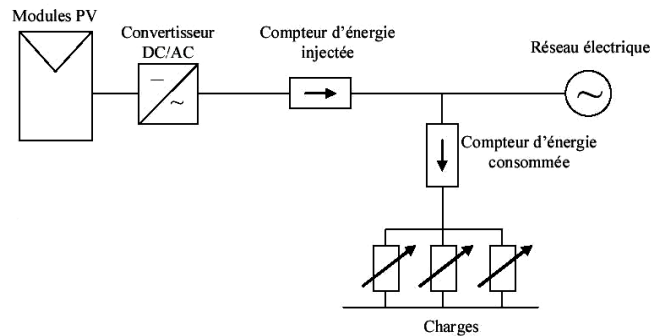 Modules PV
Convertisseur
DC/AC
Compteur d'énergie
injectée
Réseau électrique
Compteur d'énergie
consommée
Charges